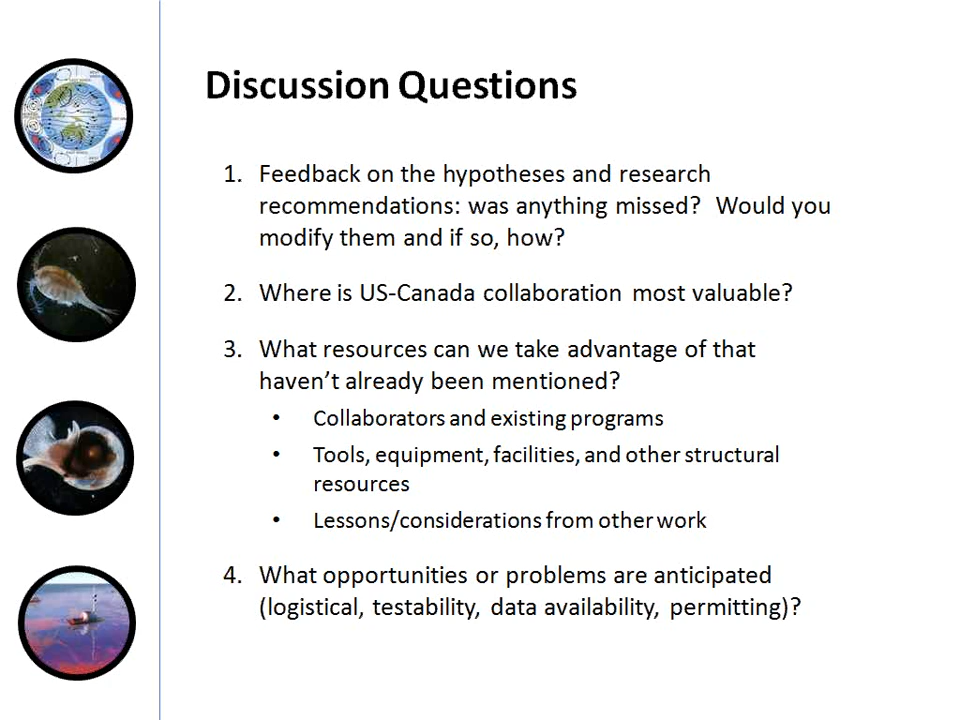 Discussion Questions
1. Feedback on the hypotheses and research
recommendations: was anything missed?  Would you
modify them and if so, how?
2. Where is US-Canada collaboration most valuable?
3. What resources can we take advantage of that
haven’t already been mentioned?
• Collaborators and existing programs
• Tools, equipment, facilities, and other structural
resources
• Lessons/considerations from other work
4. What opportunities or problems are anticipated
(logistical, testability, data availability, permitting)?